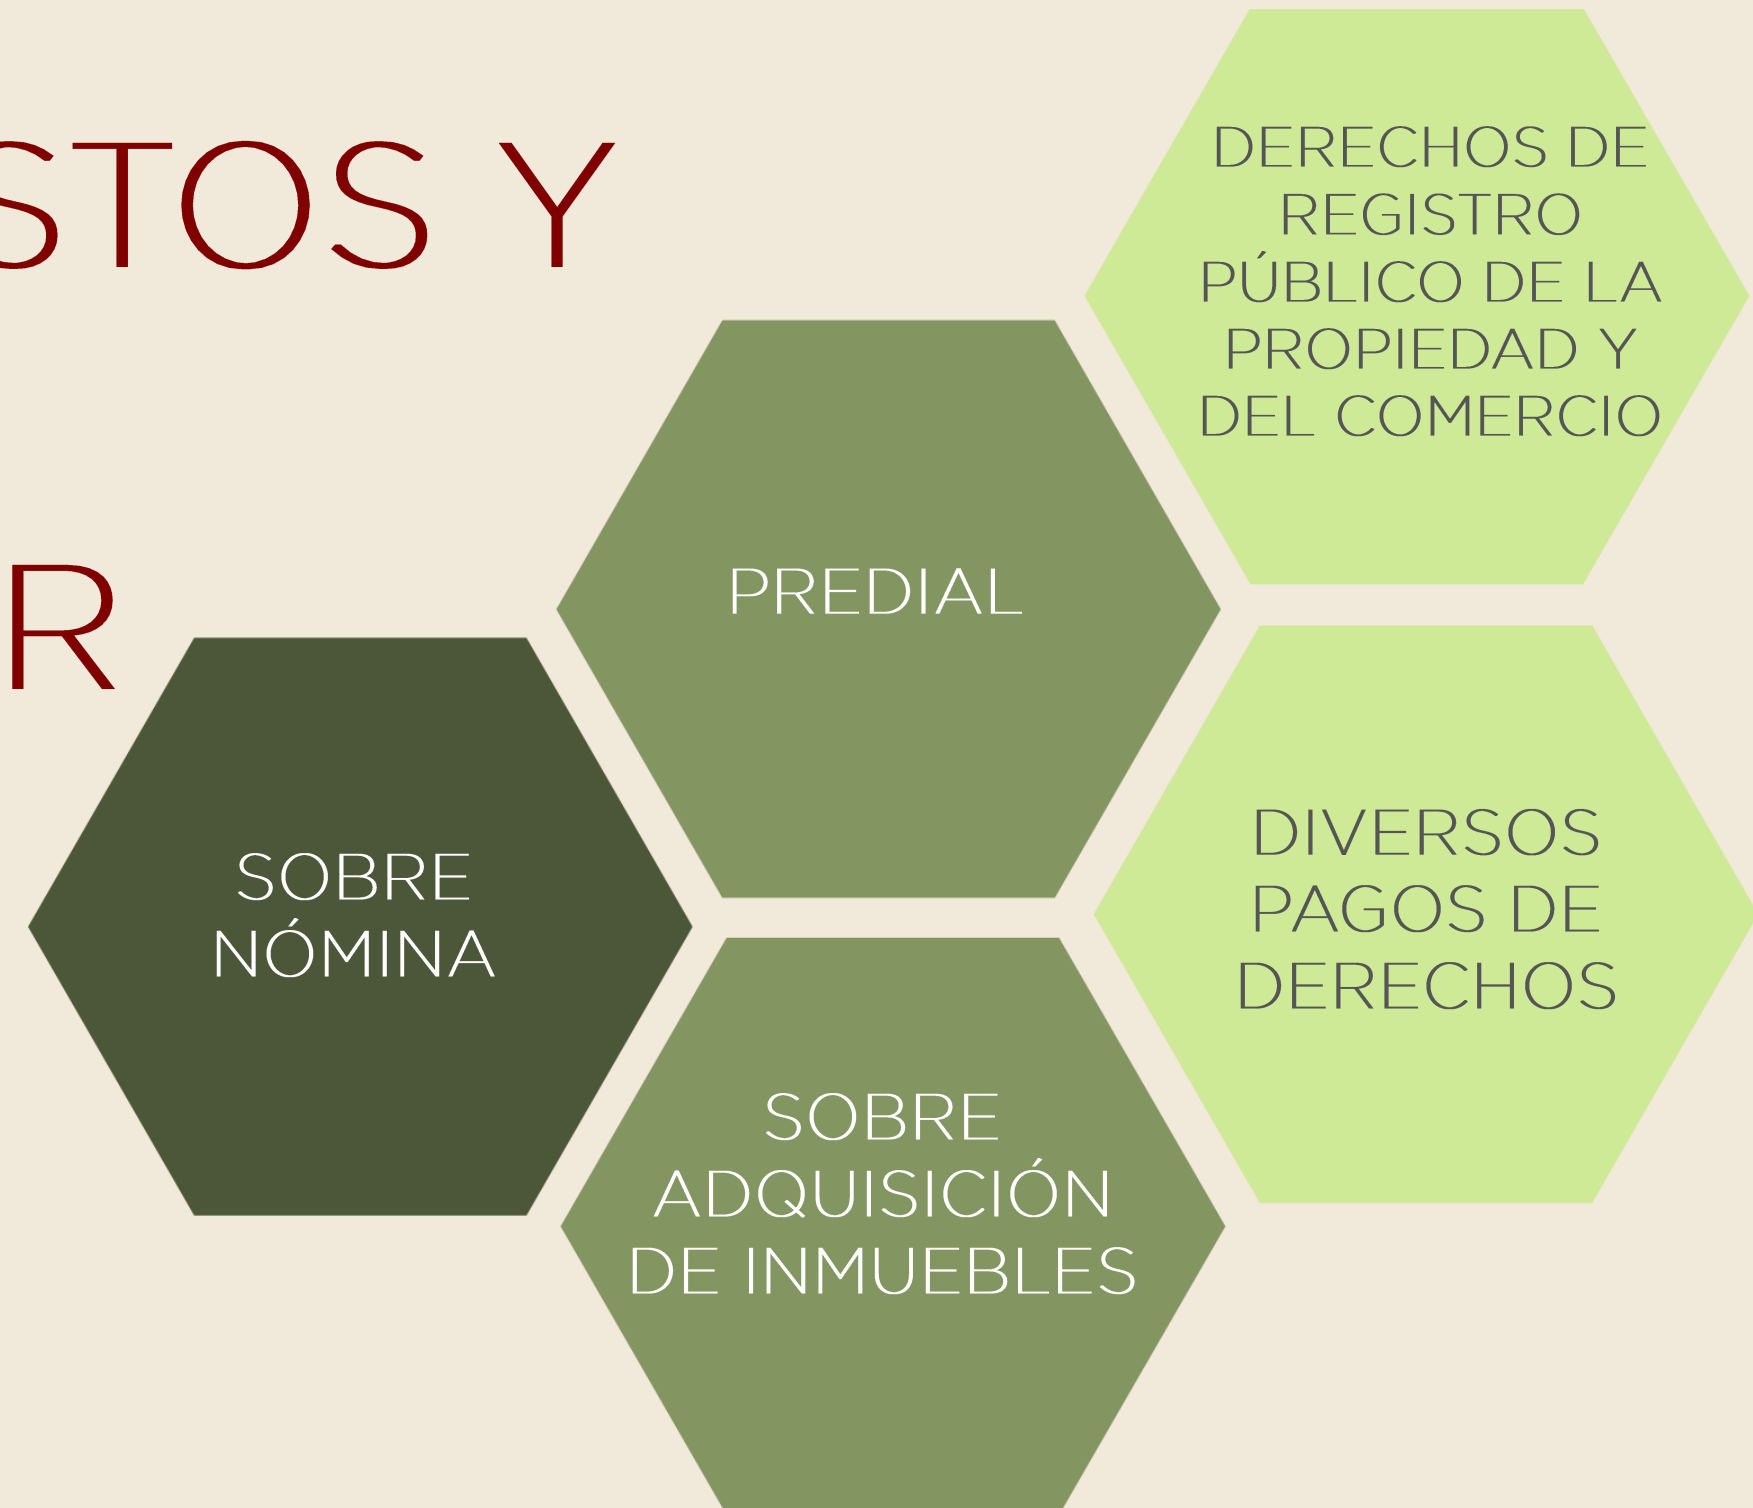 STOS Y
R
DERECHOS DE
REGISTRO
PÚBLICO DE LA
PROPIEDAD Y
DEL COMERCIO
PREDIAL
SOBRE
NÓMINA
DIVERSOS
PAGOS DE
DERECHOS
SOBRE
ADQUISICIÓN
DE INMUEBLES